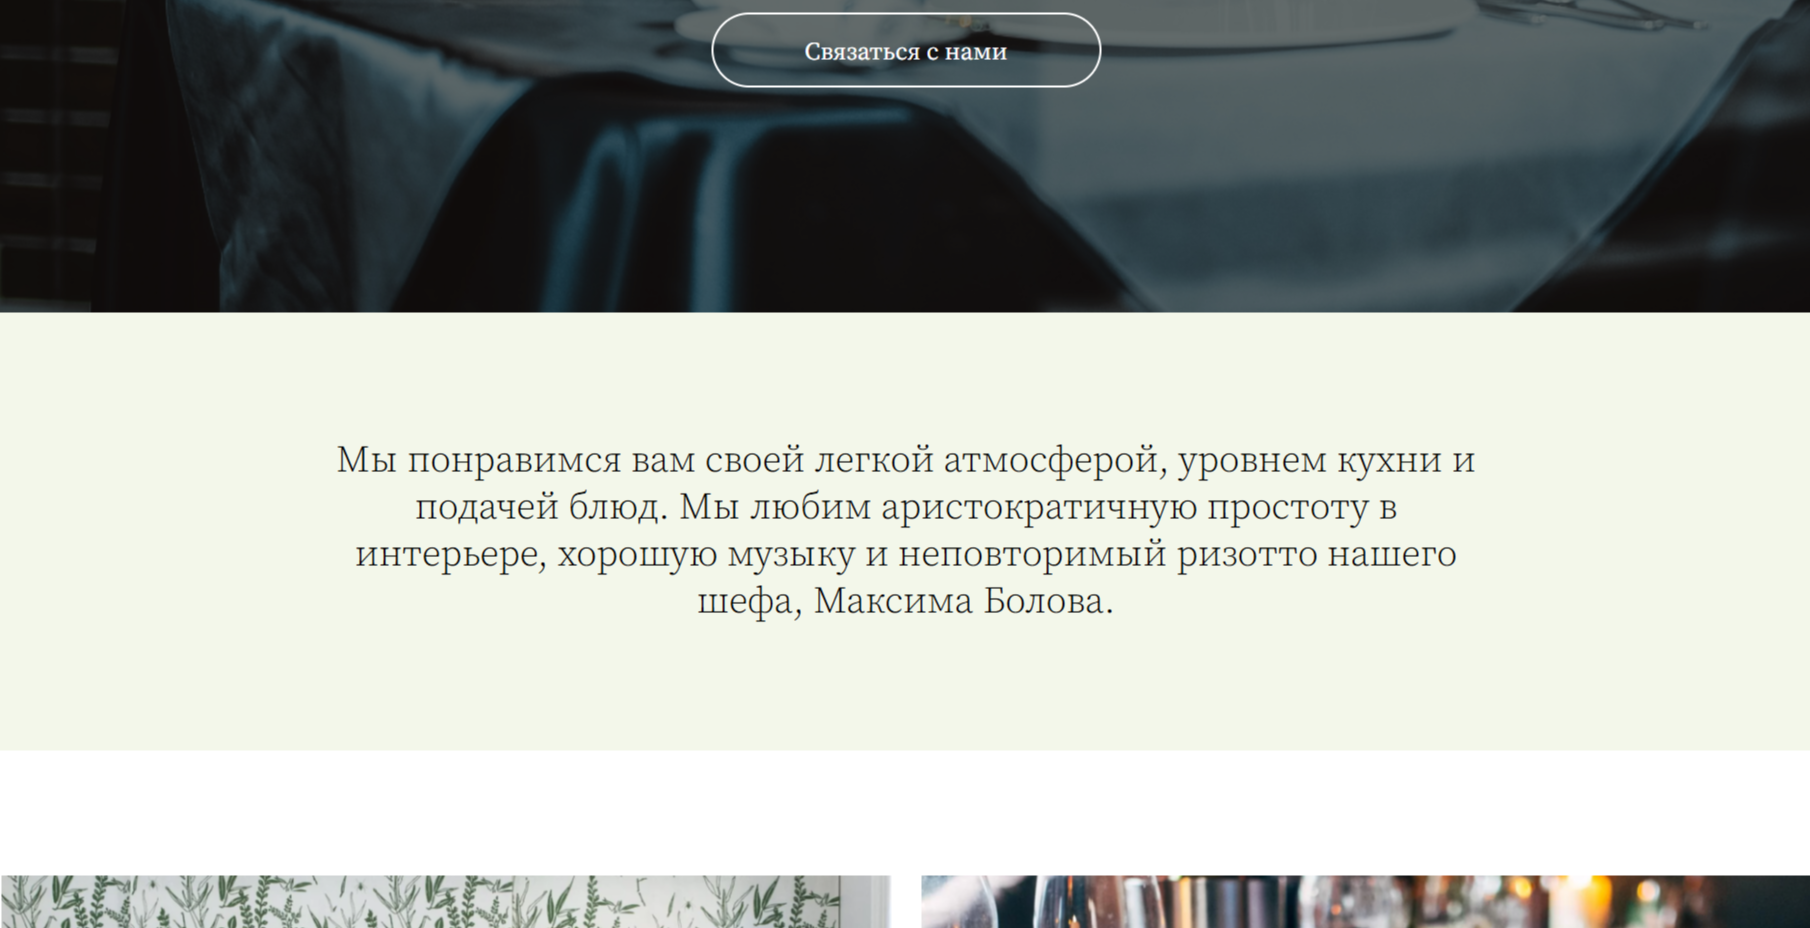 Связаться с нами
Мы понравимся вам своей легкой атмосферой, уровнем кухни и
подачей блюд. Мы любим аристократичную простоту в
интерьере, хорошую музыку и неповторимый ризотто нашего
шефа, Максима Болова.